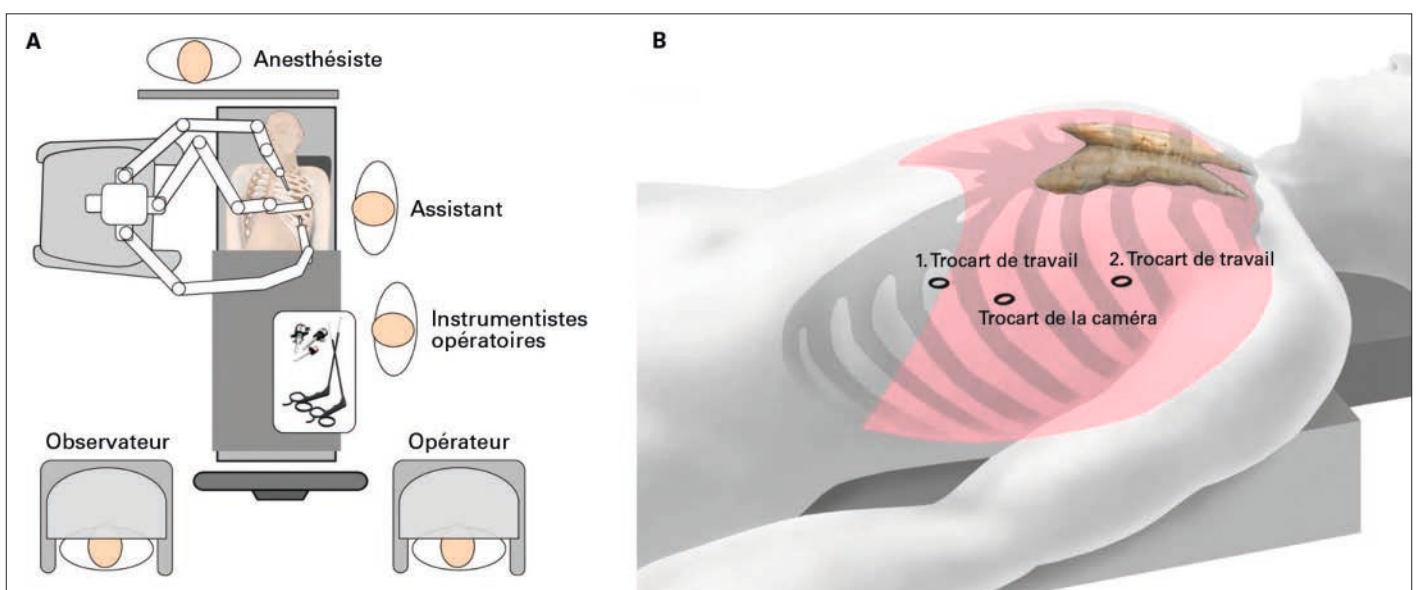 A
Anesthésiste
Assistant
Instrumentistes
opératoires
Observateur
Opérateur
B
1. Trocart de travail
2. Trocart de travail
Trocart de la caméra